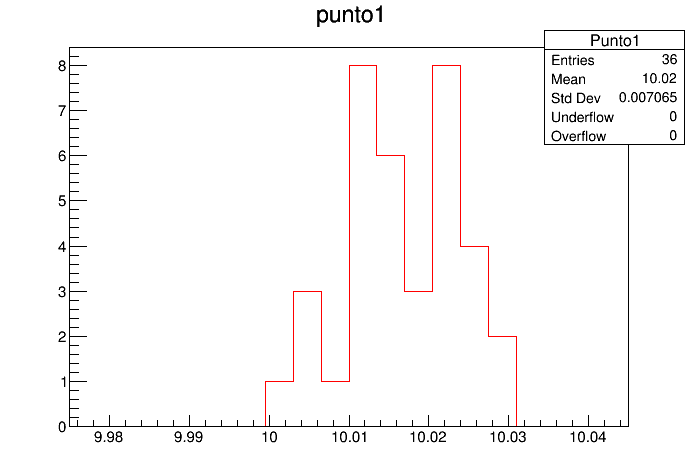 punto1
Punto1
Entries 36
Mean 10.02
Std Dev 0.007065
Underflow 0
Overflow 0
8
7
6
5
4
3
2
1
0
9.98 9.99 10 10.01 10.02 10.03 10.04